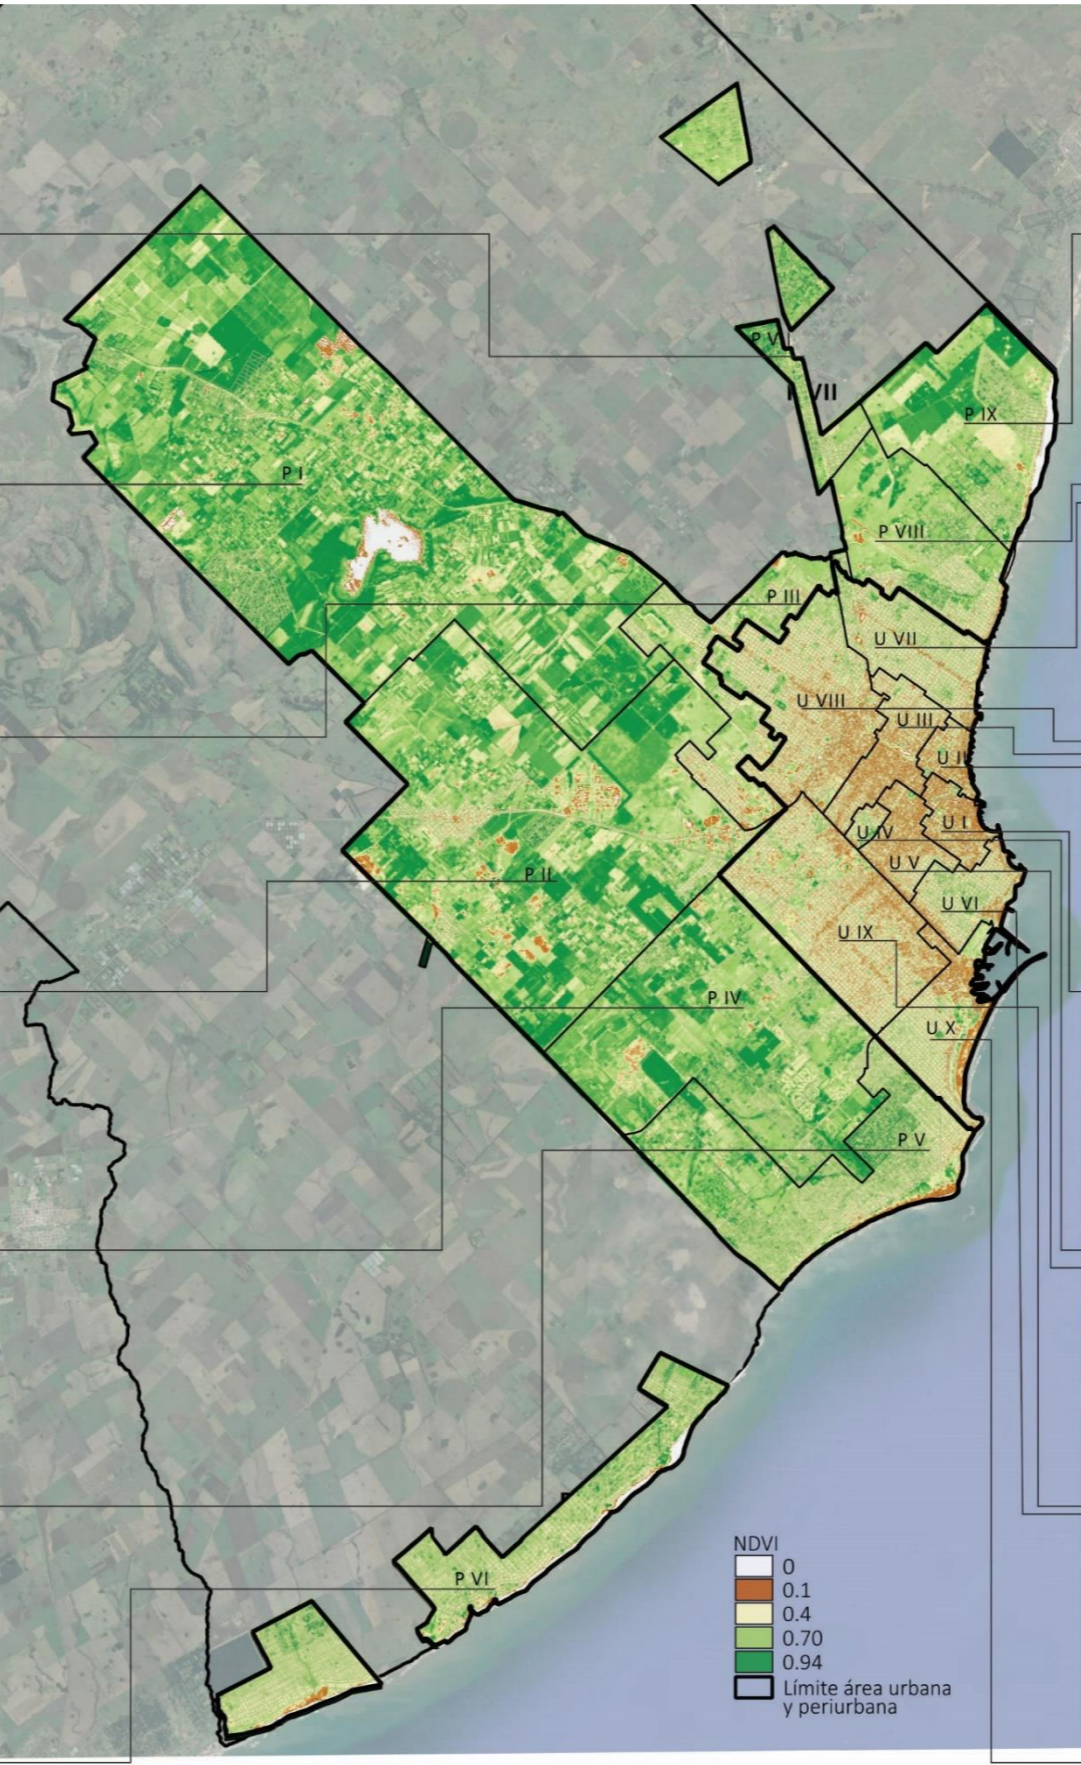 P V
VII
P IX
P I
P VIII
P III
U VII
U VIII
U III
U II
U I
U IV
U V
P II
U VI
U IX
P IV
U X
P V
P VI
NDVI
0
0.1
0.4
0.70
0.94
Límite área urbana
y periurbana